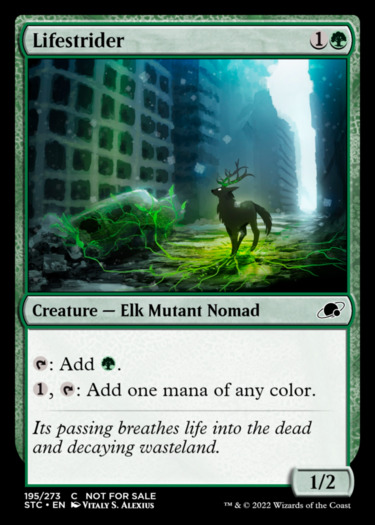 Lifestrider 1
Creature — Elk Mutant Nomad
: Add .
1, : Add one mana of any color.
Its passing breathes life into the dead
and decaying wasteland.
1/2
195/273 C NOT FOR SALE
STC • EN Vitaly S. Alexius
™ & © 2022 Wizards of the Coast